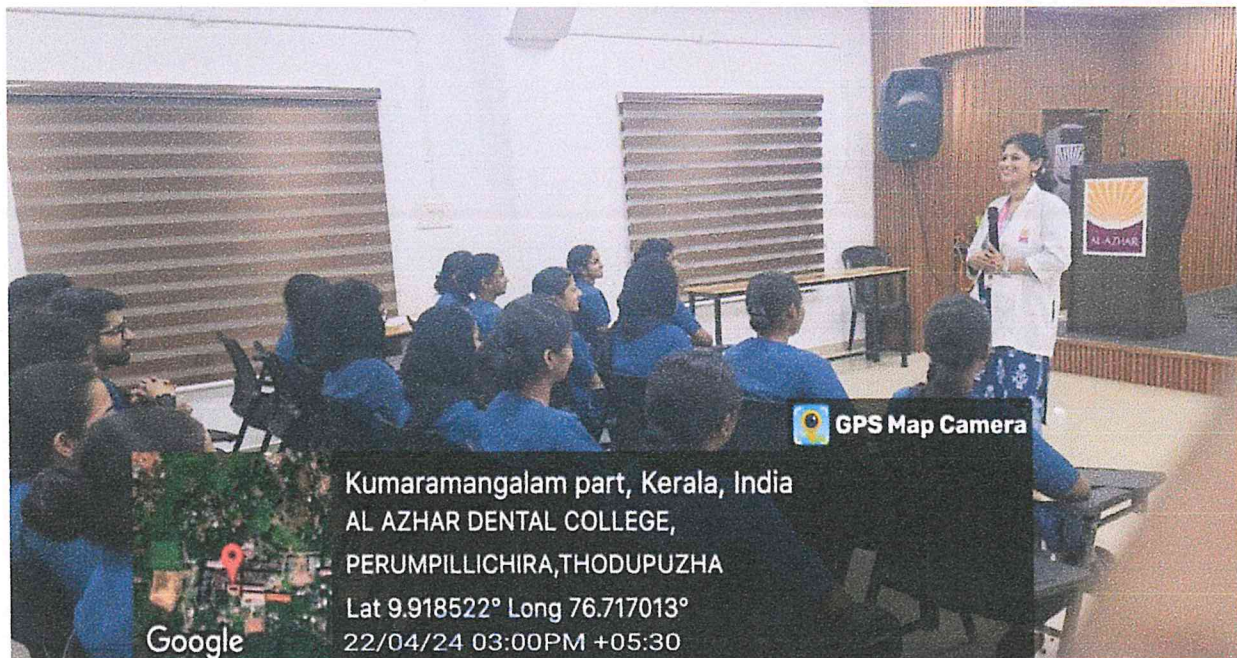 AL AZHAR
GPS Map Camera
Kumaramangalam part, Kerala, India
AL AZHAR DENTAL COLLEGE,
PERUMPILLICHIRA,THODUPUZHA
Lat 9.918522° Long 76.717013°
22/04/24 03:00PM +05:30
Google